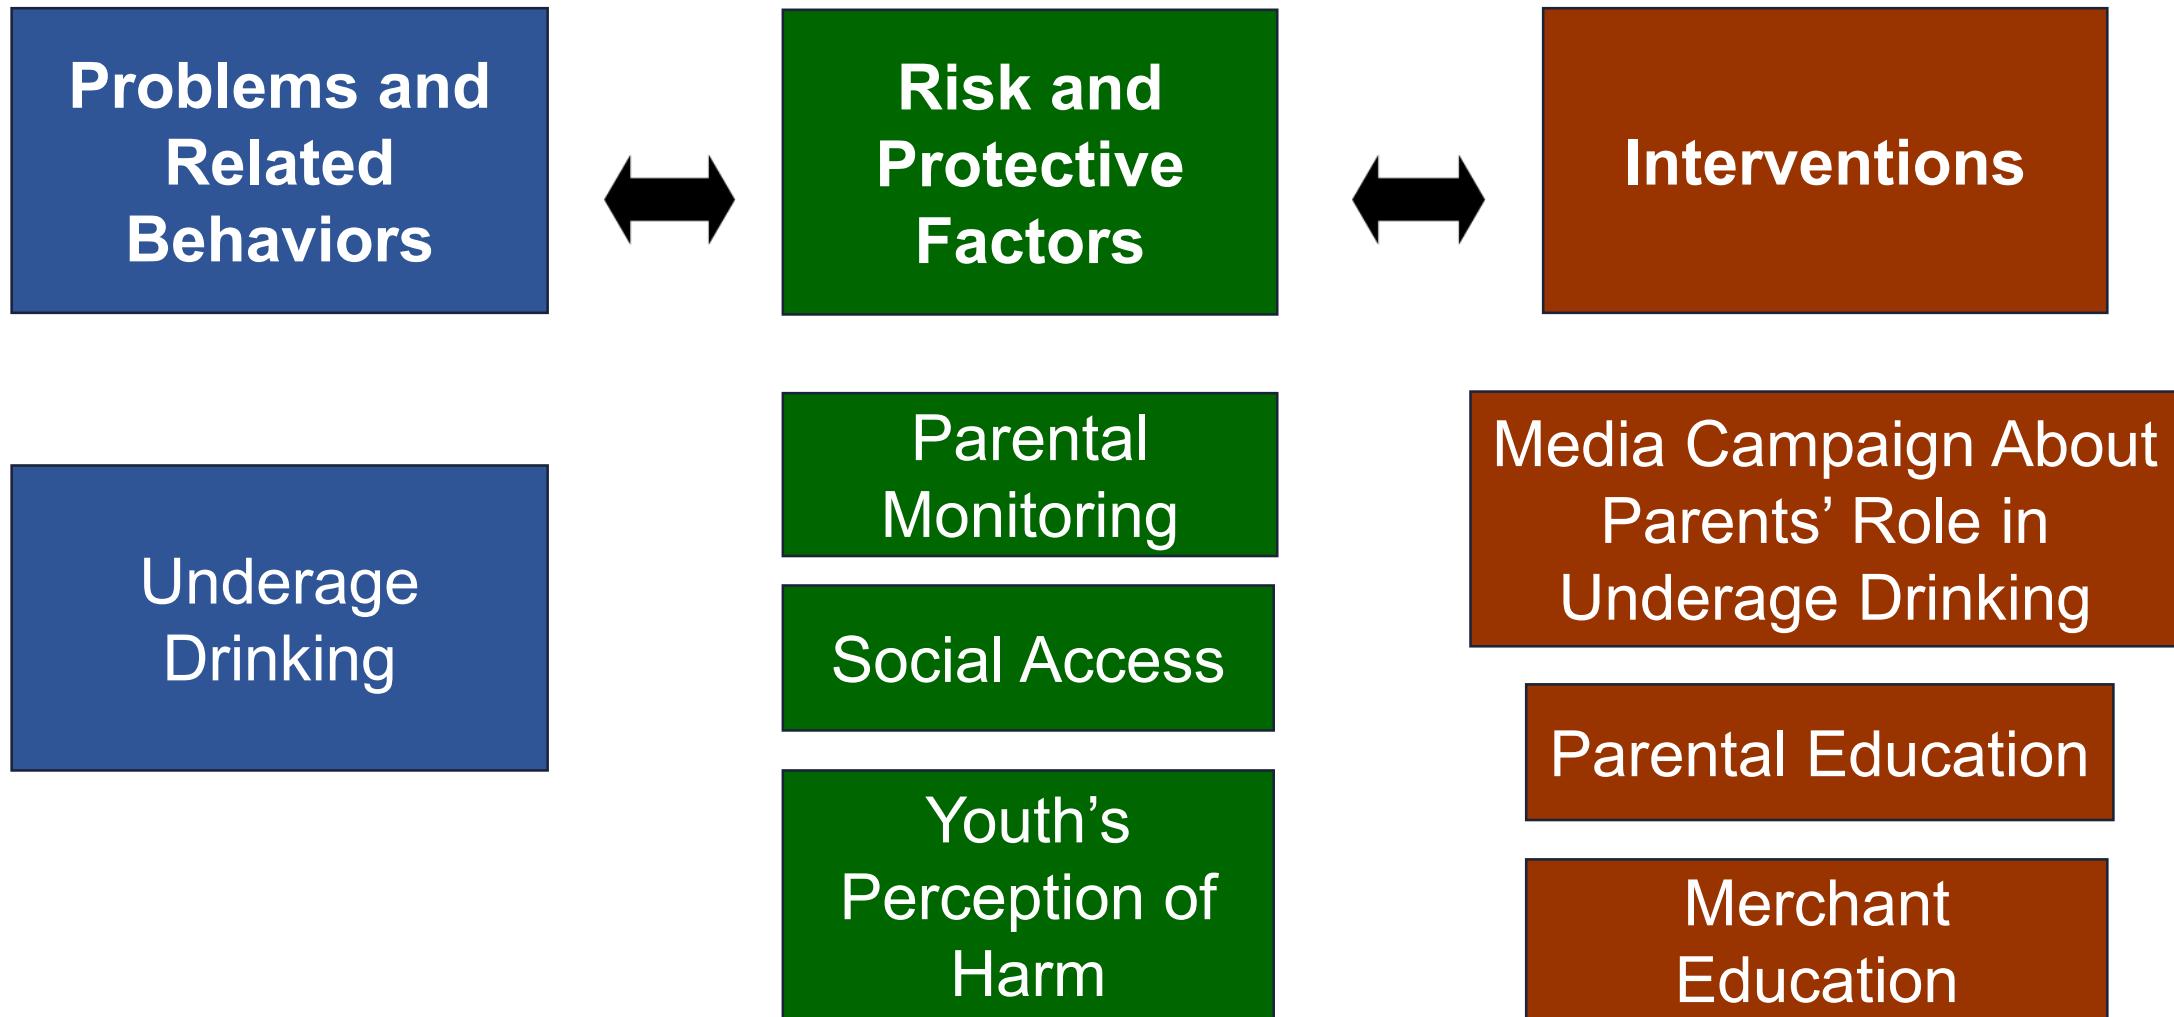 Problems and
Related
Behaviors
Risk and
Protective
Factors
Interventions
Underage
Drinking
Parental
Monitoring
Social Access
Youth’s
Perception of
Harm
Media Campaign About
Parents’ Role in
Underage Drinking
Parental Education
Merchant
Education